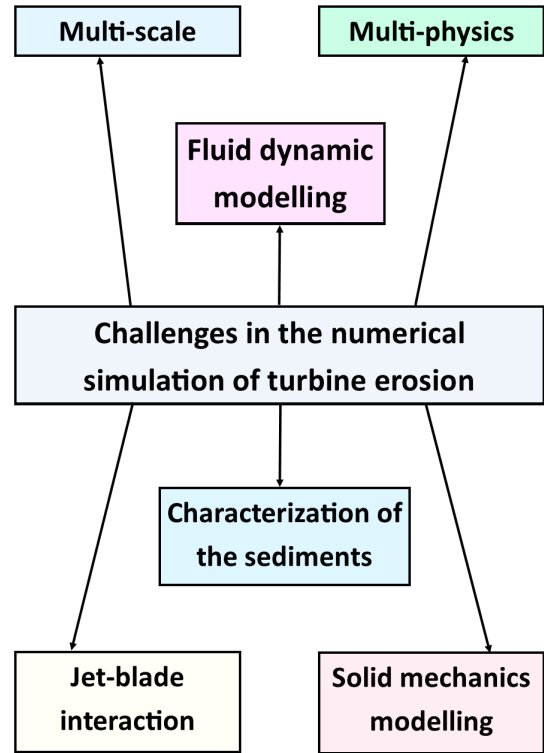 Multi-scale
Multi-physics
Fluid dynamic
modelling
Challenges in the numerical
simulation of turbine erosion
Characterization of
the sediments
Jet-blade
interaction
Solid mechanics
modelling